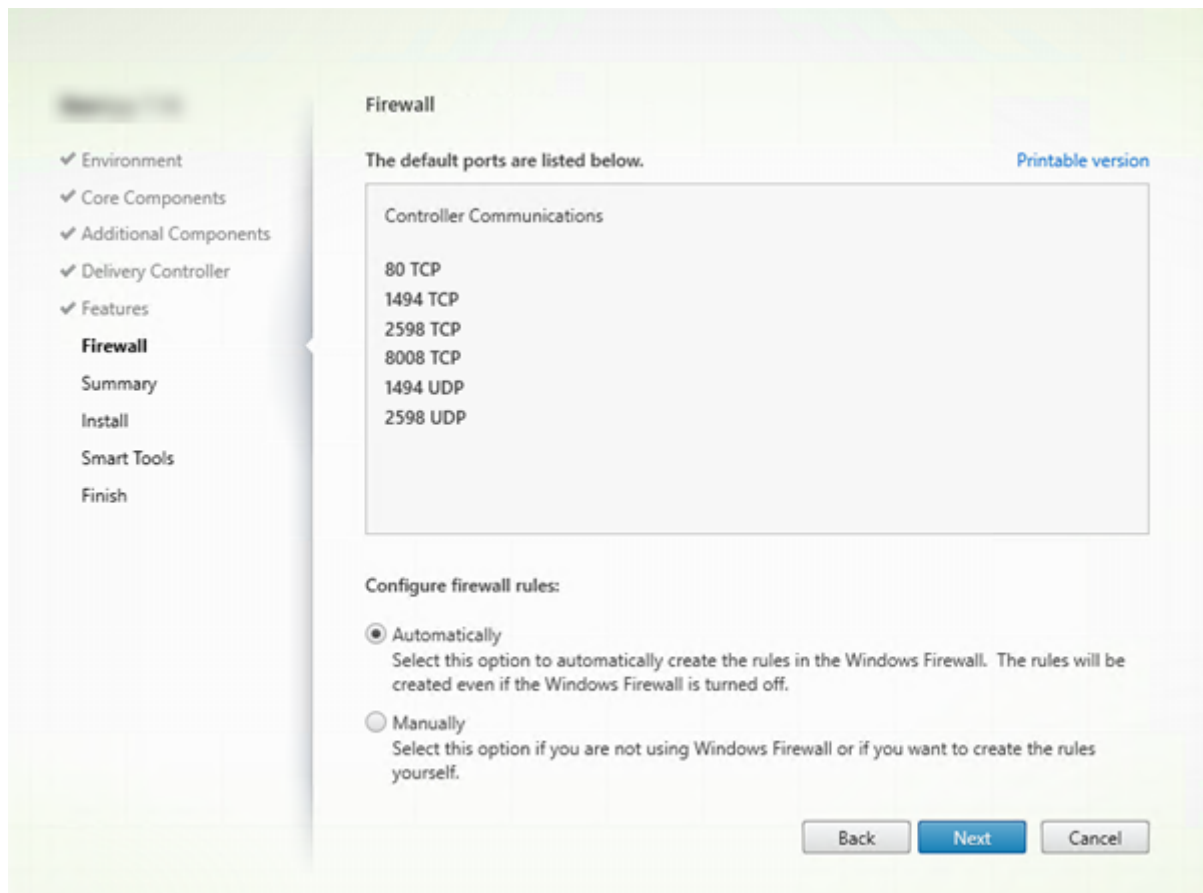 Firewall
✔ Environment
✔ Core Components
✔ Additional Components
✔ Delivery Controller
✔ Features
Firewall
Summary
Install
Smart Tools
Finish
The default ports are listed below.
Printable version
Controller Communications
80 TCP
1494 TCP
2598 TCP
8008 TCP
1494 UDP
2598 UDP
Configure firewall rules:
Automatically
Select this option to automatically create the rules in the Windows Firewall. The rules will be
created even if the Windows Firewall is turned off.
Manually
Select this option if you are not using Windows Firewall or if you want to create the rules
yourself.
Back
Next
Cancel